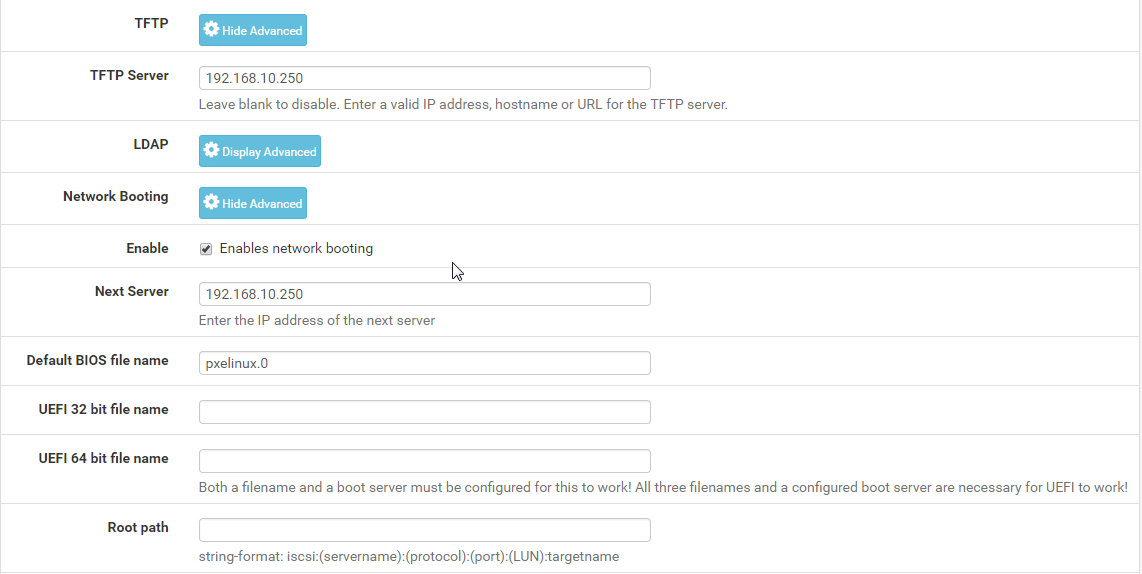 TFTP
Hide Advanced
TFTP Server
192.168.10.250
Leave blank to disable. Enter a valid IP address, hostname or URL for the TFTP server.
LDAP
Display Advanced
Network Booting
Hide Advanced
Enable
Enables network booting
Next Server
192.168.10.250
Enter the IP address of the next server
Default BIOS file name
pxelinux.0
UEFI 32 bit file name
UEFI 64 bit file name
Both a filename and a boot server must be configured for this to work! All three filenames and a configured boot server are necessary for UEFI to work!
Root path
string-format: iscsi:(servername):(protocol):(port):(LUN):targetname